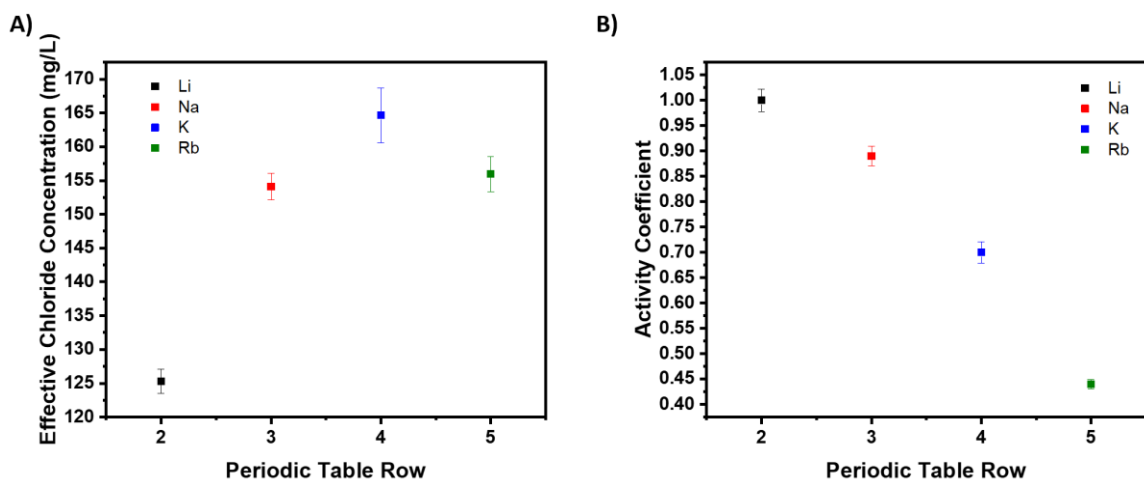 A)
Effective Chloride Concentration (mg/L)
170
165
160
155
150
145
140
135
130
125
120
Li
Na
K
Rb
2 3 4 5
Periodic Table Row
B)
Activity Coefficient
1.05
1.00
0.95
0.90
0.85
0.80
0.75
0.70
0.65
0.60
0.55
0.50
0.45
0.40
Li
Na
K
Rb
2 3 4 5
Periodic Table Row